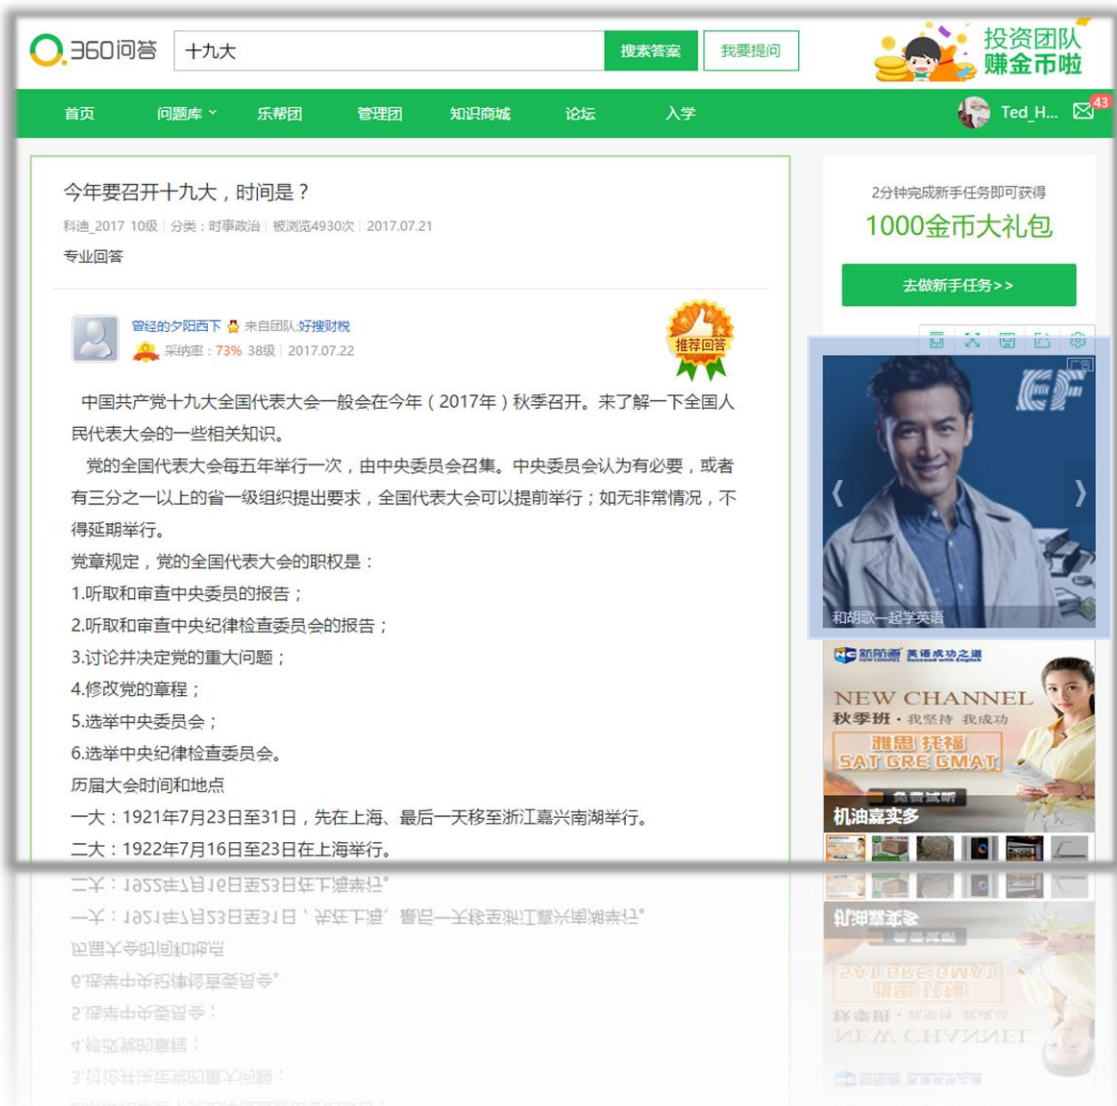 360问答
十九大
搜索答案
我要提问
投资团队
赚金币啦
首页 问题库 乐帮团 管理团 知识商城 论坛 入学
Ted_H...
43
今年要召开十九大，时间是？
科迪_2017 10级 | 分类：时事政治 | 被浏览4930次 | 2017.07.21
专业回答
曾经的夕阳西下 来自团队:好搜财税
采纳率：73% 38级 | 2017.07.22
推荐回答
中国共产党十九大全国代表大会一般会在今年（2017年）秋季召开。来了解一下全国人
民代表大会的一些相关知识。
党的全国代表大会每五年举行一次，由中央委员会召集。中央委员会认为有必要，或者
有三分之一以上的省一级组织提出要求，全国代表大会可以提前举行；如无非常情况，不
得延期举行。
党章规定，党的全国代表大会的职权是：
1.听取和审查中央委员的报告；
2.听取和审查中央纪律检查委员会的报告；
3.讨论并决定党的重大问题；
4.修改党的章程；
5.选举中央委员会；
6.选举中央纪律检查委员会。
历届大会时间和地点
一大：1921年7月23日至31日，先在上海、最后一天移至浙江嘉兴南湖举行。
二大：1922年7月16日至23日在上海举行。
2分钟完成新手任务即可获得
1000金币大礼包
去做新手任务>>
广告
EF
和胡歌一起学英语
NC 新航道 英语成功之道
NEW CHANNEL Succeed with English
NEW CHANNEL
秋季班·我坚持 我成功
雅思 托福
SAT GRE GMAT
免费试听
机油嘉实多